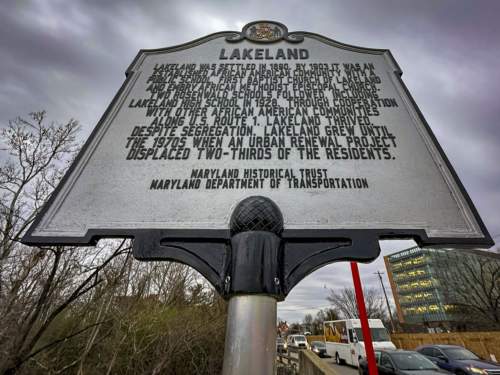 LAKELAND
LAKELAND WAS SETTLED IN 1890. BY 1903 IT WAS AN
ESTABLISHED AFRICAN AMERICAN COMMUNITY WITH A
PUBLIC SCHOOL, FIRST BAPTIST CHURCH OF LAKELAND
AND EMBRY AFRICAN METHODIST EPISCOPAL CHURCH.
SCHOOLS FOLLOWED,
LAKELAND HIGH SCHOOL IN 1928, THROUGH COOPERATION
WITH OTHER AFRICAN AMERICAN COMMUNITIES
ALONG ROUTE 1. LAKELAND THRIVED.
DESPITE SEGREGATION, LAKELAND GREW UNTIL
THE 1970S WHEN AN URBAN RENEWAL PROJECT
DISPLACED TWO-THIRDS OF THE RESIDENTS.
MARYLAND HISTORICAL TRUST
MARYLAND DEPARTMENT OF TRANSPORTATION